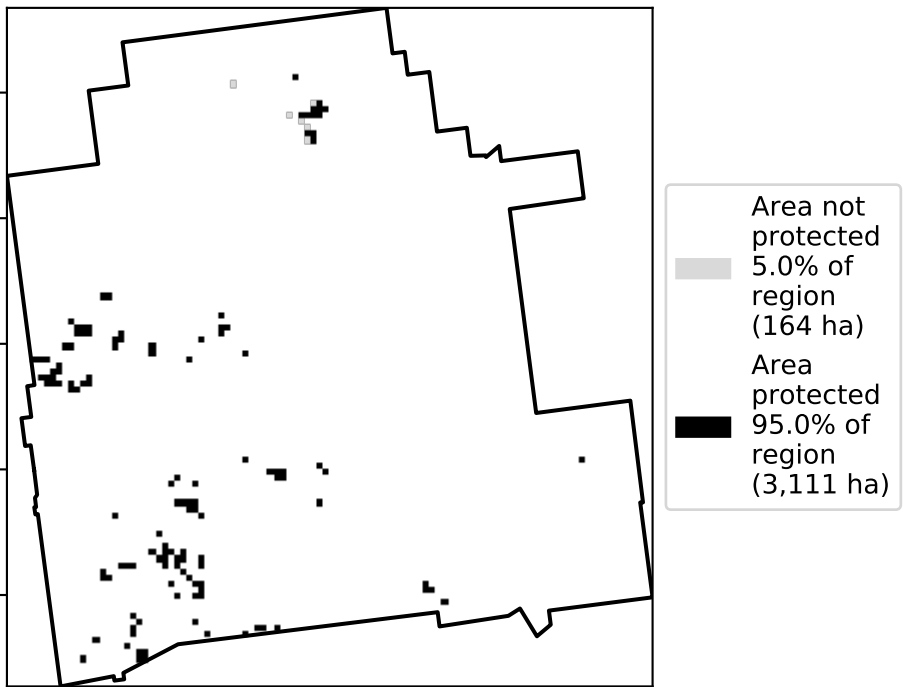 Area not
protected
5.0% of
region
(164 ha)
Area
protected
95.0% of
region
(3,111 ha)